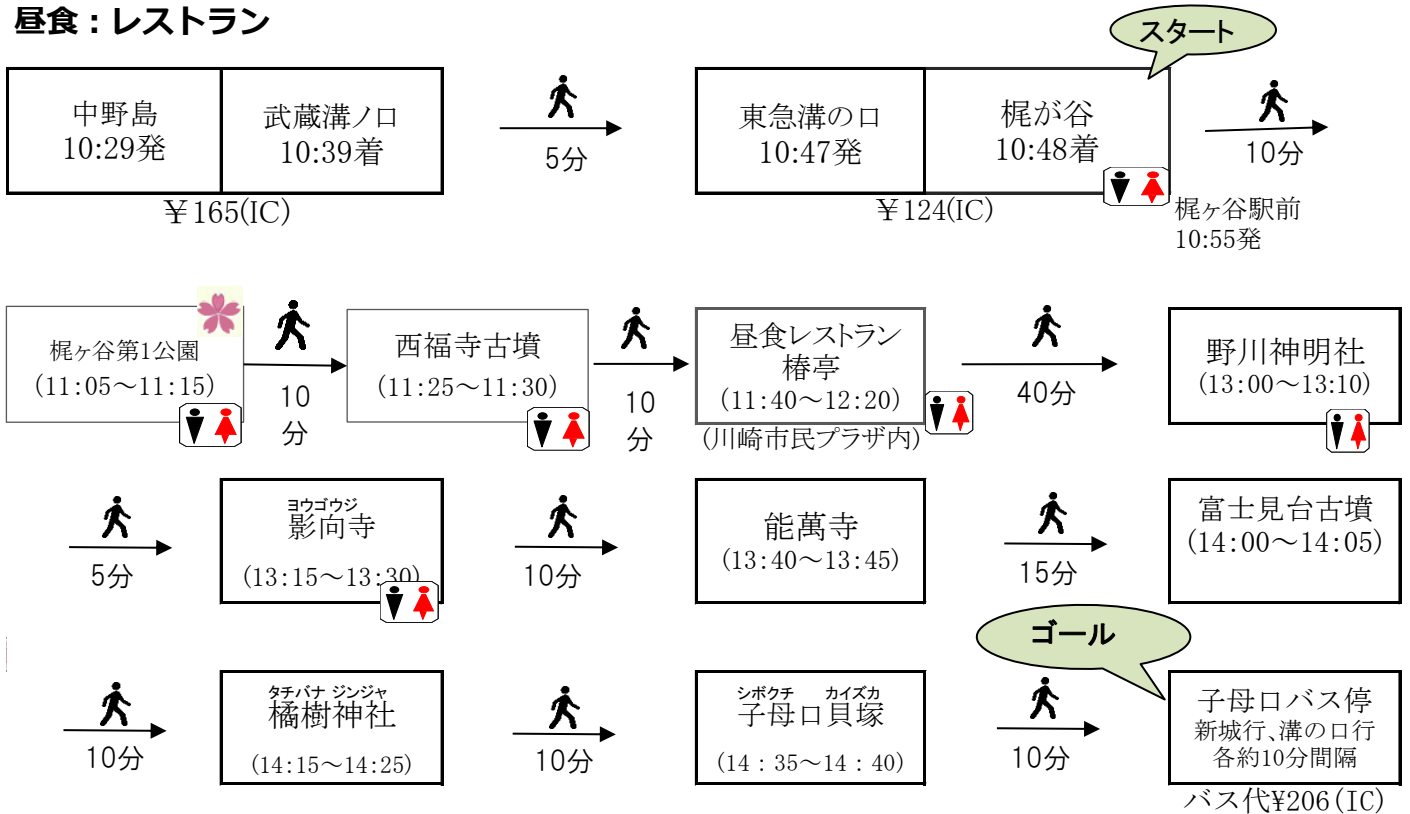 昼食：レストラン
スタート
中野島
10:29発
武蔵溝ノ口
10:39着
5分
東急溝の口
10:47発
梶が谷
10:48着
10分
￥165(IC)
￥124(IC)
梶ヶ谷駅前
10:55発
梶ヶ谷第1公園
(11:05～11:15)
10
分
西福寺古墳
(11:25～11:30)
10
分
昼食レストラン
椿亭
(11:40～12:20)
(川崎市民プラザ内)
40分
野川神明社
(13:00～13:10)
5分
ヨウゴウジ
影向寺
(13:15～13:30)
10分
能萬寺
(13:40～13:45)
15分
富士見台古墳
(14:00～14:05)
ゴール
10分
タチバナ ジンジャ
橘樹神社
(14:15～14:25)
10分
シボクチ カイズカ
子母口貝塚
(14：35～14：40)
10分
子母口バス停
新城行、溝の口行
各約10分間隔
バス代¥206(IC)